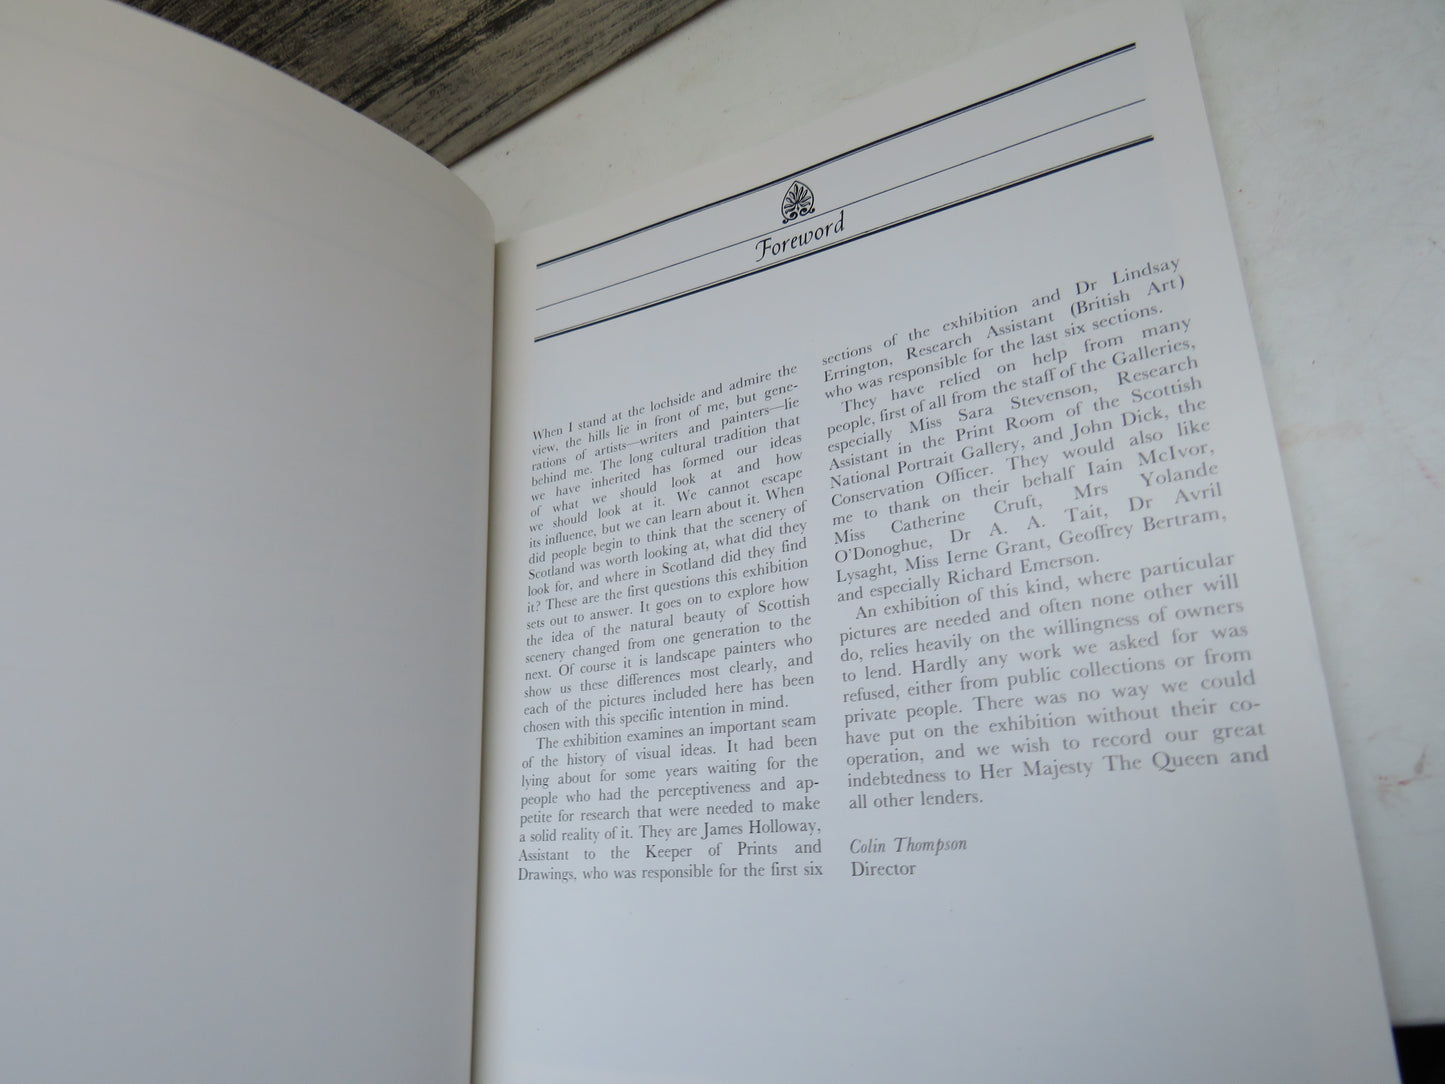 Foreword
When I stand at the lochside and admire the
view, the hills lie in front of me, but gene-
rations of artists—writers and painters—lie
behind me. The long cultural tradition that
we have inherited has formed our ideas
of what we should look at and how
we should look at it. We cannot escape
its influence, but we can learn about it. When
did people begin to think that the scenery of
Scotland was worth looking at, what did they
look for, and where in Scotland did they find
it? These are the first questions this exhibition
sets out to answer. It goes on to explore how
the idea of the natural beauty of Scottish
scenery changed from one generation to the
next. Of course it is landscape painters who
show us these differences most clearly, and
each of the pictures included here has been
chosen with this specific intention in mind.
The exhibition examines an important seam
of the history of visual ideas. It had been
lying about for some years waiting for the
people who had the perceptiveness and ap-
petite for research that were needed to make
a solid reality of it. They are James Holloway,
Assistant to the Keeper of Prints and
Drawings, who was responsible for the first six
sections of the exhibition and Dr Lindsay
Errington, Research Assistant (British Art)
who was responsible for the last six sections.
They have relied on help from many
people, first of all from the staff of the Galleries,
especially Miss Sara Stevenson, Research
Assistant in the Print Room of the Scottish
National Portrait Gallery, and John Dick, the
Conservation Officer. They would also like
me to thank on their behalf Iain McIvor,
Miss Catherine Cruft, Mrs Yolande
O'Donoghue, Dr A. A. Tait, Dr Avril
Lysaght, Miss Ierne Grant, Geoffrey Bertram,
and especially Richard Emerson.
An exhibition of this kind, where particular
pictures are needed and often none other will
do, relies heavily on the willingness of owners
to lend. Hardly any work we asked for was
refused, either from public collections or from
private people. There was no way we could
have put on the exhibition without their co-
operation, and we wish to record our great
indebtedness to Her Majesty The Queen and
all other lenders.
Colin Thompson
Director